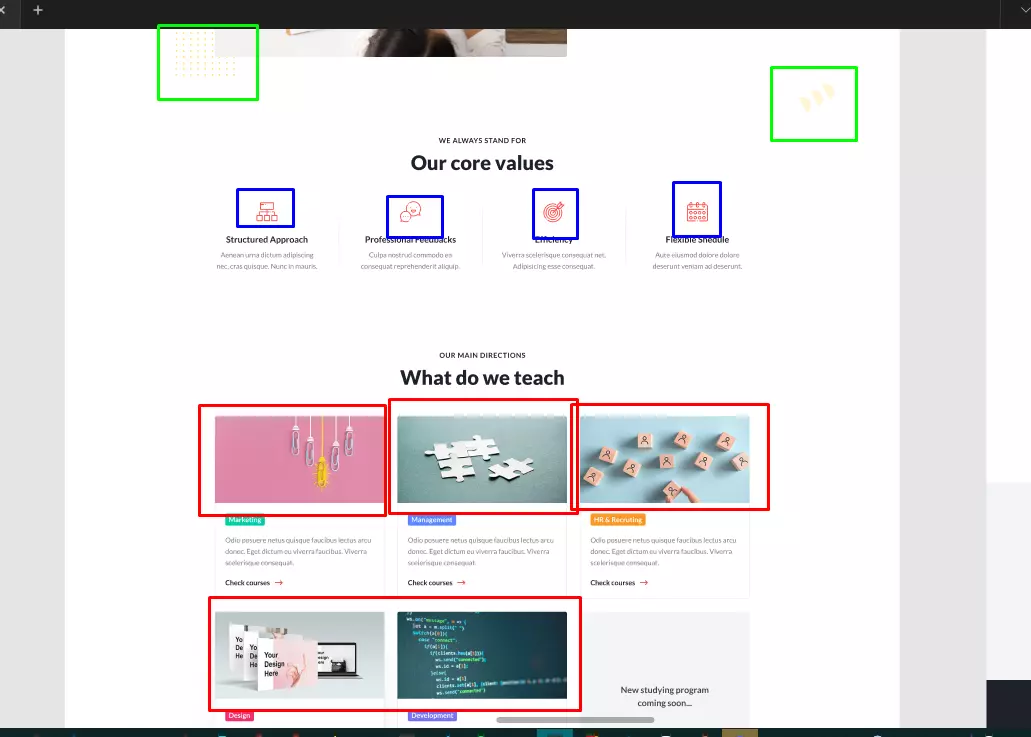 WE ALWAYS STAND FOR
Our core values
Structured Approach
Aenean urna dictum adipiscing
nec, cras quisque. Nunc in mauris.
Professional Feedbacks
Culpa nostrud commodo ea
consequat reprehenderit aliquip.
Efficiency
Viverra scelerisque consequat net.
Adipisicing esse consequat.
Flexible Shedule
Aute eiusmod dolore dolore
deserunt veniam ad deserunt.
OUR MAIN DIRECTIONS
What do we teach
Marketing
Odio posuere netus quisque faucibus lectus arcu
donec. Eget dictum eu viverra faucibus. Viverra
scelerisque consequat.
Check courses
Management
Odio posuere netus quisque faucibus lectus arcu
donec. Eget dictum eu viverra faucibus. Viverra
scelerisque consequat.
Check courses
HR & Recruting
Odio posuere netus quisque faucibus lectus arcu
donec. Eget dictum eu viverra faucibus. Viverra
scelerisque consequat.
Check courses
Your
Design
Here
Design
Development
New studying program
coming soon...